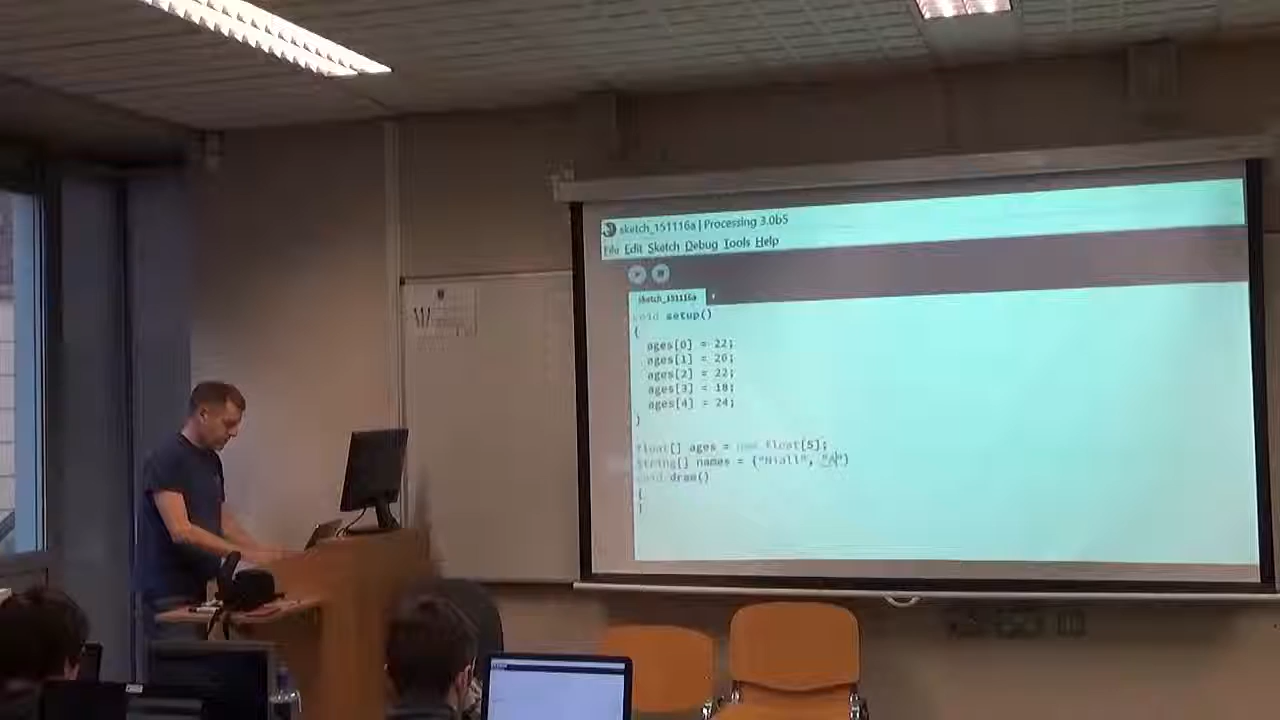 sketch_151116a | Processing 3.0b5
File Edit Sketch Debug Tools Help
sketch_151116a
void setup()
{
ages[0] = 22;
ages[1] = 26;
ages[2] = 22;
ages[3] = 18;
ages[4] = 24;
}
float[] ages = new float[5];
String[] names = {"Niall", "A"}
void draw()
{
}